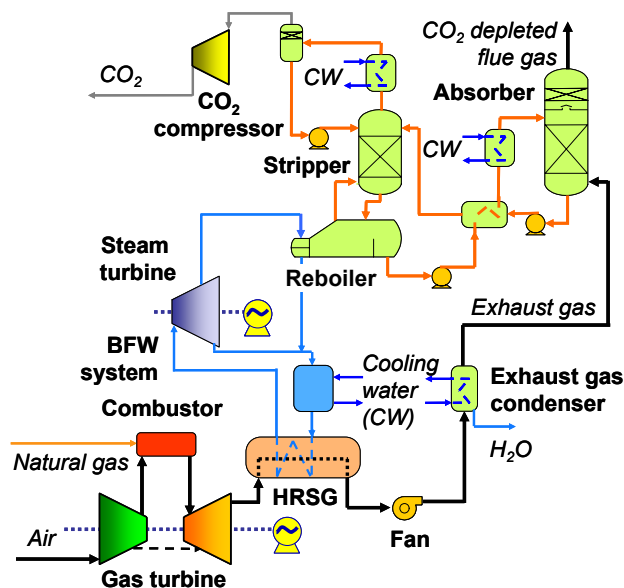 CO2 depleted
flue gas
CW
CO2
Absorber
CO2
compressor
Stripper
CW
Steam
turbine
Reboiler
Exhaust gas
BFW
system
Cooling
water
(CW)
Exhaust gas
condenser
Combustor
H2O
Natural gas
HRSG
Air
Fan
Gas turbine